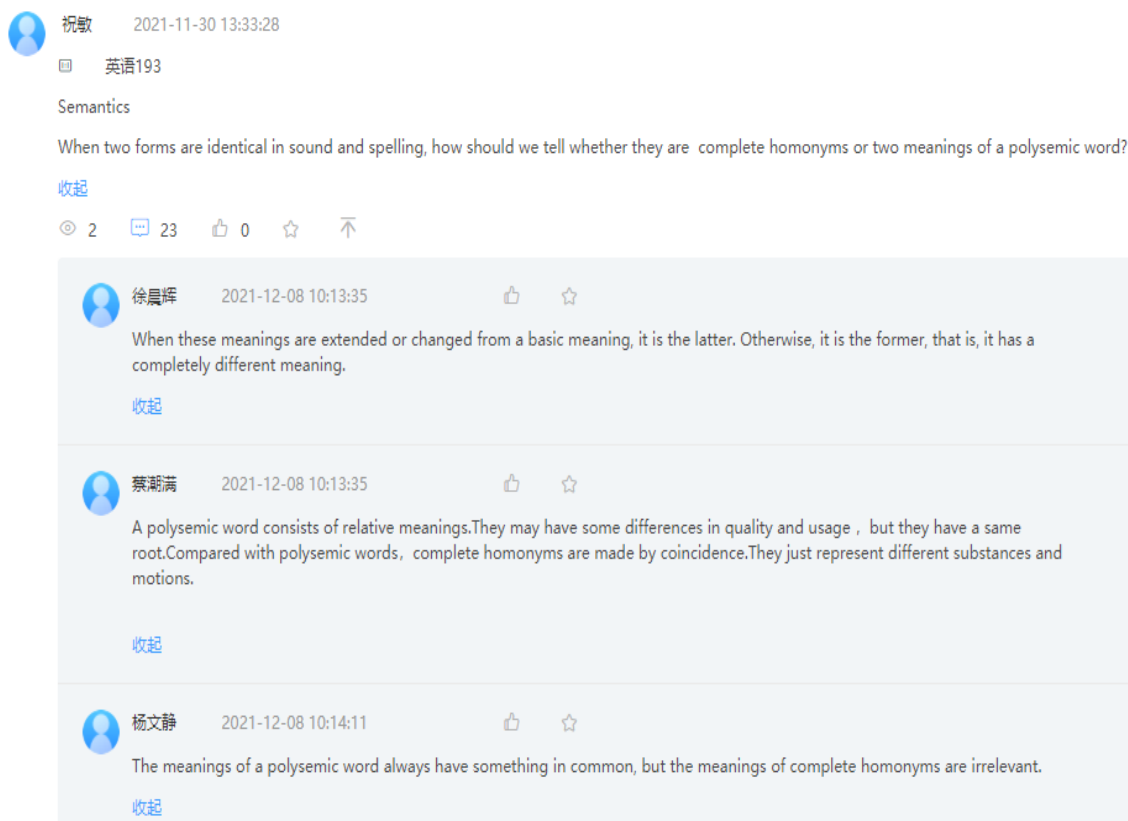 祝敏 2021-11-30 13:33:28
英语193
Semantics
When two forms are identical in sound and spelling, how should we tell whether they are complete homonyms or two meanings of a polysemic word?
收起
2 23 0
徐晨辉 2021-12-08 10:13:35
When these meanings are extended or changed from a basic meaning, it is the latter. Otherwise, it is the former, that is, it has a
completely different meaning.
收起
蔡潮满 2021-12-08 10:13:35
A polysemic word consists of relative meanings.They may have some differences in quality and usage ，but they have a same
root.Compared with polysemic words，complete homonyms are made by coincidence.They just represent different substances and
motions.
收起
杨文静 2021-12-08 10:14:11
The meanings of a polysemic word always have something in common, but the meanings of complete homonyms are irrelevant.
收起